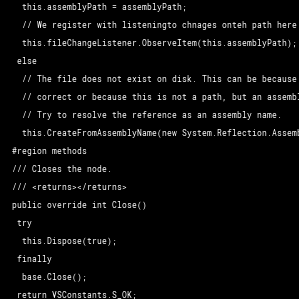 this.assemblyPath = assemblyPath;
// We register with listeningto chnages onteh path here
this.fileChangeListener.ObserveItem(this.assemblyPath);
else
// The file does not exist on disk. This can be because
// correct or because this is not a path, but an assembl
// Try to resolve the reference as an assembly name.
this.CreateFromAssemblyName(new System.Reflection.Assemb
#region methods
/// Closes the node.
/// <returns></returns>
public override int Close()
try
this.Dispose(true);
finally
base.Close();
return VSConstants.S_OK;